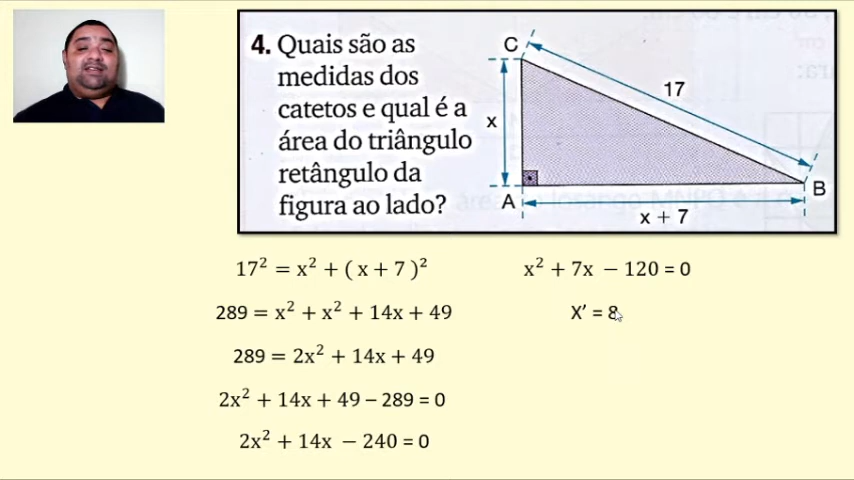 4. Quais são as
medidas dos
catetos e qual é a
área do triângulo
retângulo da
figura ao lado?
C
17
x
A
B
x + 7
17² = x² + ( x + 7 )²
289 = x² + x² + 14x + 49
289 = 2x² + 14x + 49
2x² + 14x + 49 – 289 = 0
2x² + 14x − 240 = 0
x² + 7x − 120 = 0
X’ = 8